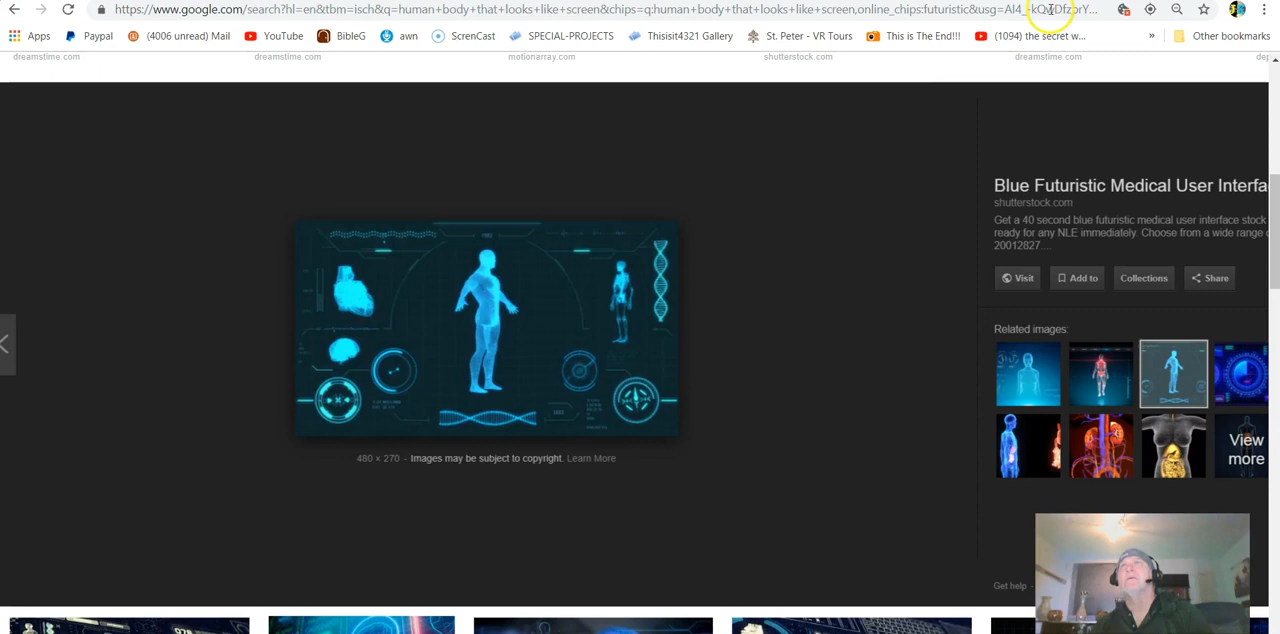 https://www.google.com/search?hl=en&tbm=isch&q=human+body+that+looks+like+screen&chips=q:human+body+that+looks+like+screen,online_chips:futuristic&usg=AI4_
Apps Paypal (4006 unread) Mail YouTube BibleG awn ScrenCast SPECIAL-PROJECTS Thisisit4321 Gallery St. Peter - VR Tours This is The End!!! (1094) the secret w... » Other bookmarks
dreamstime.com dreamstime.com motionarray.com shutterstock.com dreamstime.com
Blue Futuristic Medical User Interfa
shutterstock.com
Get a 40 second blue futuristic medical user interface stock
ready for any NLE immediately. Choose from a wide range
20012827....
Visit Add to Collections Share
Related images:
View
more
480 × 270 - Images may be subject to copyright. Learn More
Get help -